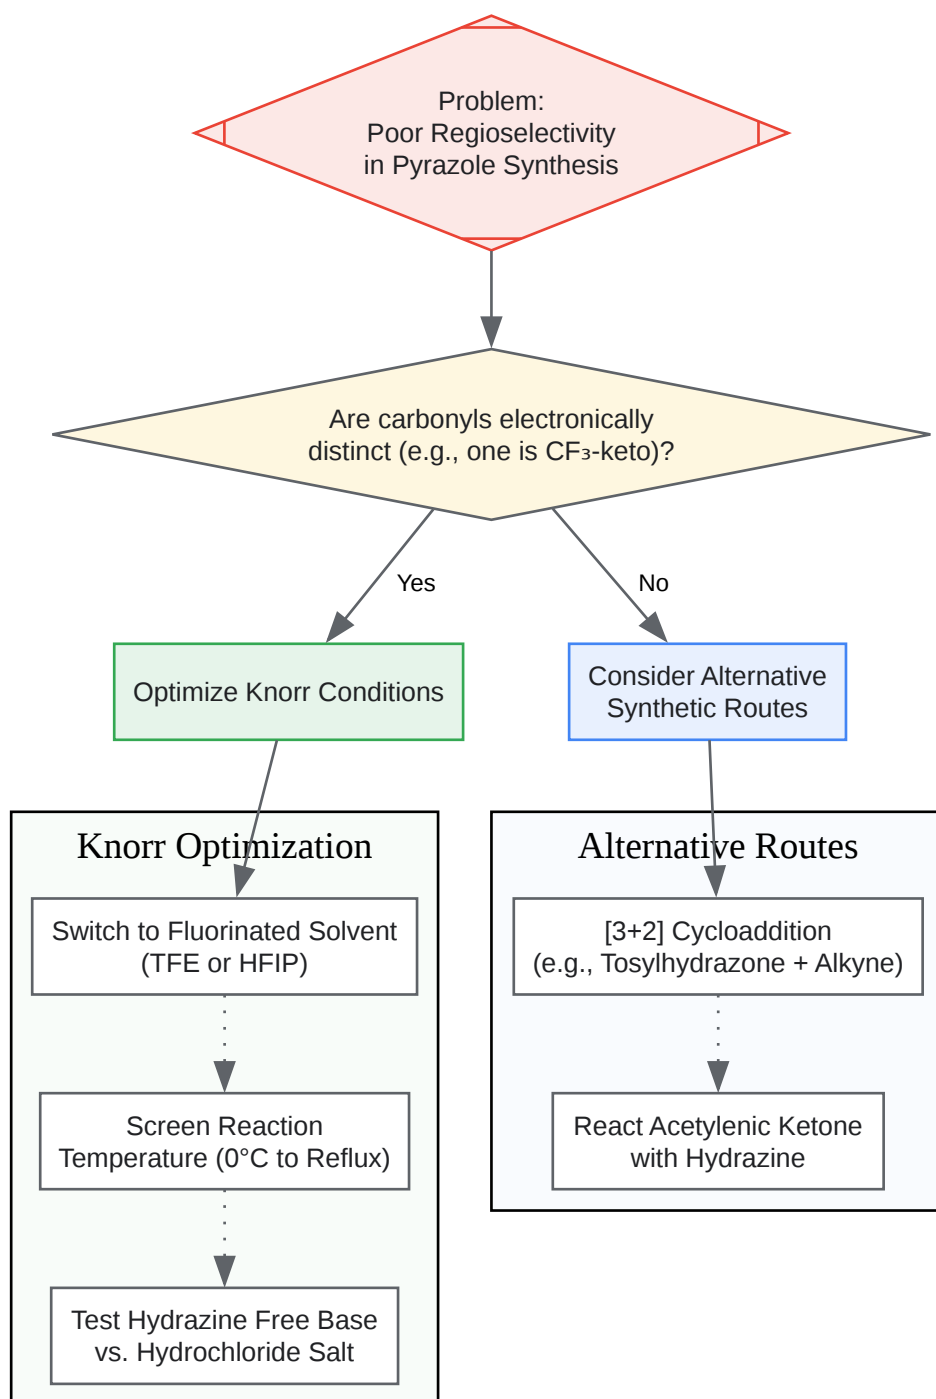 Problem:
Poor Regioselectivity
in Pyrazole Synthesis
Are carbonyls electronically
distinct (e.g., one is CF₃-keto)?
Yes
No
Optimize Knorr Conditions
Consider Alternative
Synthetic Routes
Knorr Optimization
Switch to Fluorinated Solvent
(TFE or HFIP)
Screen Reaction
Temperature (0°C to Reflux)
Test Hydrazine Free Base
vs. Hydrochloride Salt
Alternative Routes
[3+2] Cycloaddition
(e.g., Tosylhydrazone + Alkyne)
React Acetylenic Ketone
with Hydrazine